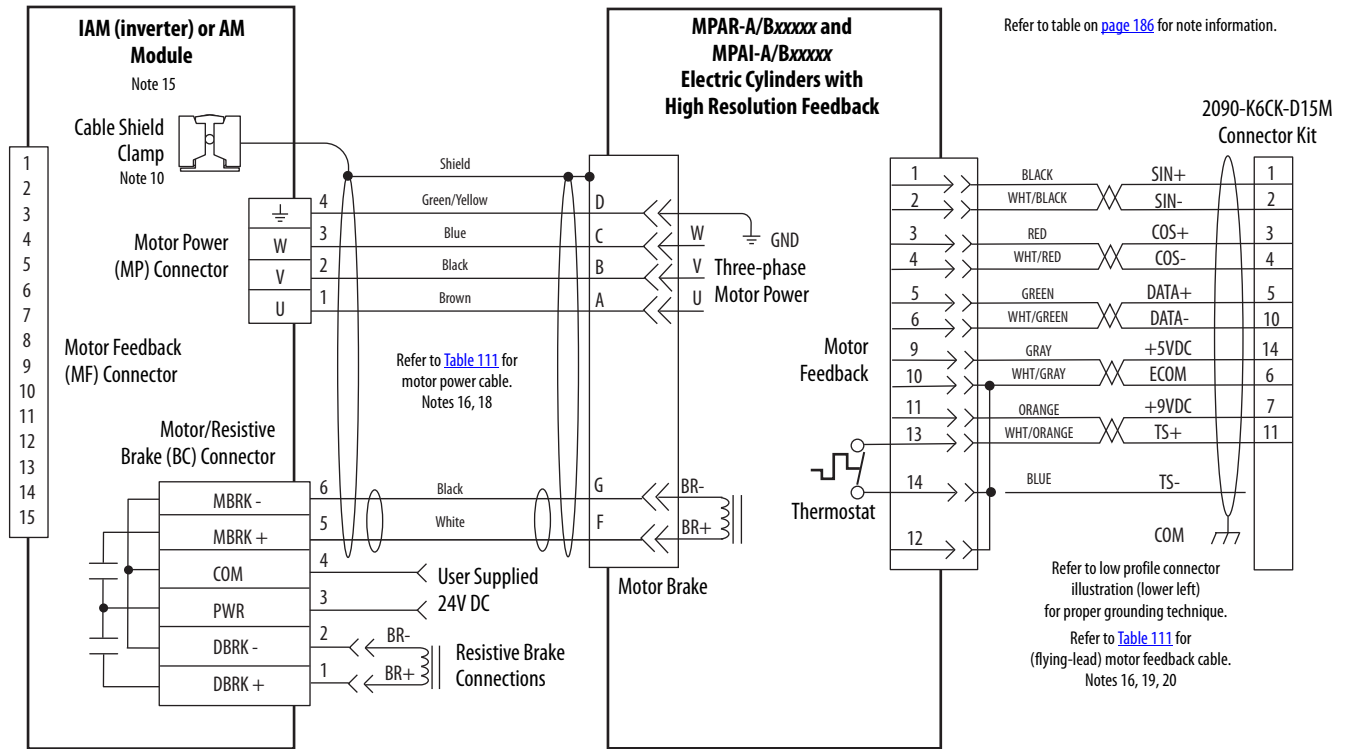 IAM (inverter) or AM
Module
Note 15
Cable Shield
Clamp
Note 10
1
2
3
4
5
6
7
8
9
10
11
12
13
14
15
Motor Feedback
(MF) Connector
Motor Power
(MP) Connector
W
V
U
4
3
2
1
Shield
Green/Yellow
Blue
Black
Brown
D
C
B
A
W
V
U
GND
Three-phase
Motor Power
Refer to Table 111 for
motor power cable.
Notes 16, 18
Motor/Resistive
Brake (BC) Connector
MBRK -
MBRK +
COM
PWR
DBRK -
DBRK +
6
5
4
3
2
1
Black
White
G
F
BR-
BR+
User Supplied
24V DC
BR-
BR+
Resistive Brake
Connections
Motor Brake
MPAR-A/Bxxxxx and
MPAI-A/Bxxxxx
Electric Cylinders with
High Resolution Feedback
Motor
Feedback
Thermostat
Refer to table on page 186 for note information.
2090-K6CK-D15M
Connector Kit
1 BLACK SIN+ 1
2 WHT/BLACK SIN- 2
3 RED COS+ 3
4 WHT/RED COS- 4
5 GREEN DATA+ 5
6 WHT/GREEN DATA- 10
9 GRAY +5VDC 14
10 WHT/GRAY ECOM 6
11 ORANGE +9VDC 7
13 WHT/ORANGE TS+ 11
14 BLUE TS-
12
COM
Refer to low profile connector
illustration (lower left)
for proper grounding technique.
Refer to Table 111 for
(flying-lead) motor feedback cable.
Notes 16, 19, 20